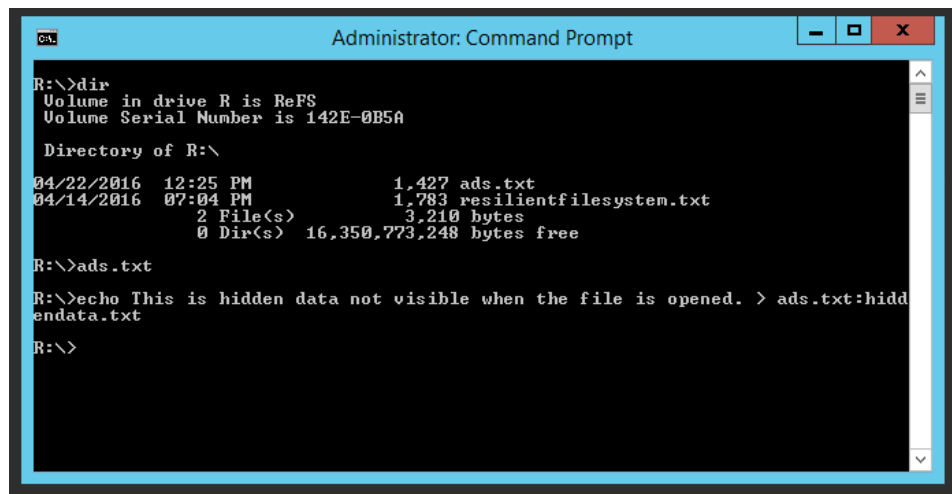 Administrator: Command Prompt
R:\>dir
 Volume in drive R is ReFS
 Volume Serial Number is 142E-0B5A
 Directory of R:\
04/22/2016  12:25 PM             1,427 ads.txt
04/14/2016  07:04 PM             1,783 resilientfilesystem.txt
               2 File(s)          3,210 bytes
               0 Dir(s)  16,350,773,248 bytes free
R:\>ads.txt
R:\>echo This is hidden data not visible when the file is opened. > ads.txt:hidd
endata.txt
R:\>